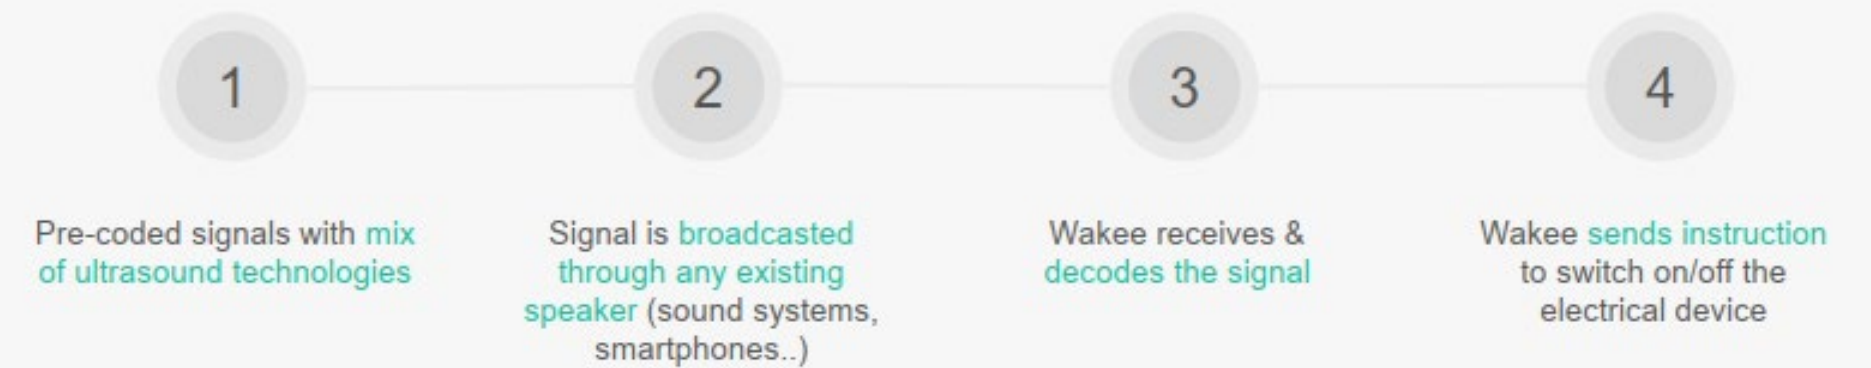 1
2
3
4
Pre-coded signals with mix
of ultrasound technologies
Signal is broadcasted
through any existing
speaker (sound systems,
smartphones..)
Wakee receives &
decodes the signal
Wakee sends instruction
to switch on/off the
electrical device